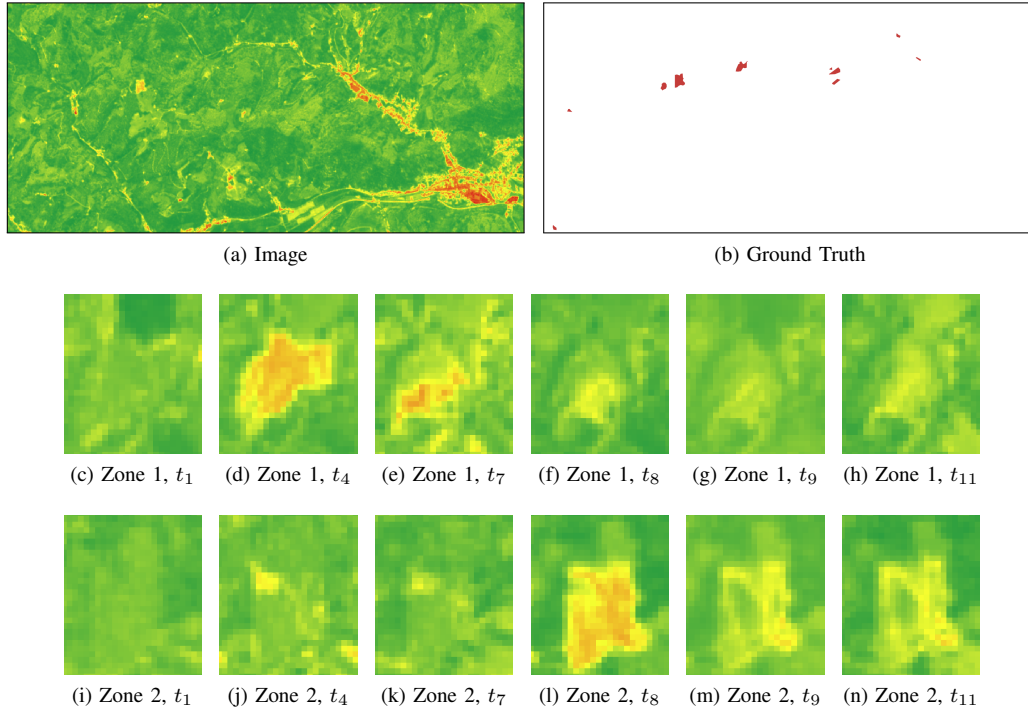 (a) Image
(b) Ground Truth
(c) Zone 1, t1
(d) Zone 1, t4
(e) Zone 1, t7
(f) Zone 1, t8
(g) Zone 1, t9
(h) Zone 1, t11
(i) Zone 2, t1
(j) Zone 2, t4
(k) Zone 2, t7
(l) Zone 2, t8
(m) Zone 2, t9
(n) Zone 2, t11